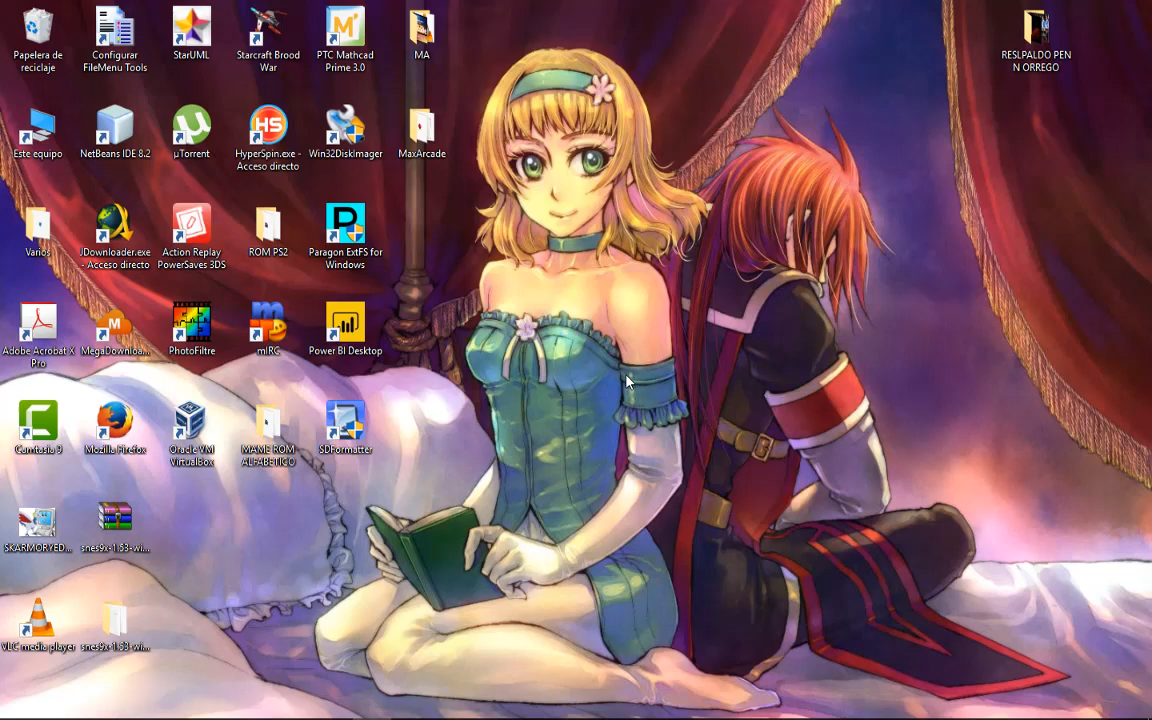 Papelera de
reciclaje
Configurar
FileMenu Tools
StarUML
Starcraft Brood
War
PTC Mathcad
Prime 3.0
MA
RESLPALDO PEN
N ORREGO
Este equipo
NetBeans IDE 8.2
µTorrent
HyperSpin.exe -
Acceso directo
Win32DiskImager
MaxArcade
Varios
JDownloader.exe
- Acceso directo
Action Replay
PowerSaves 3DS
ROM PS2
Paragon ExtFS for
Windows
Adobe Acrobat X
Pro
MegaDownloa...
PhotoFiltre
mIRC
Power BI Desktop
Camtasia 9
Mozilla Firefox
Oracle VM
VirtualBox
MAME ROM
ALFABETICO
SDFormatter
SKARMORYED...
snes9x-1.53-wi...
VLC media player
snes9x-1.53-wi...